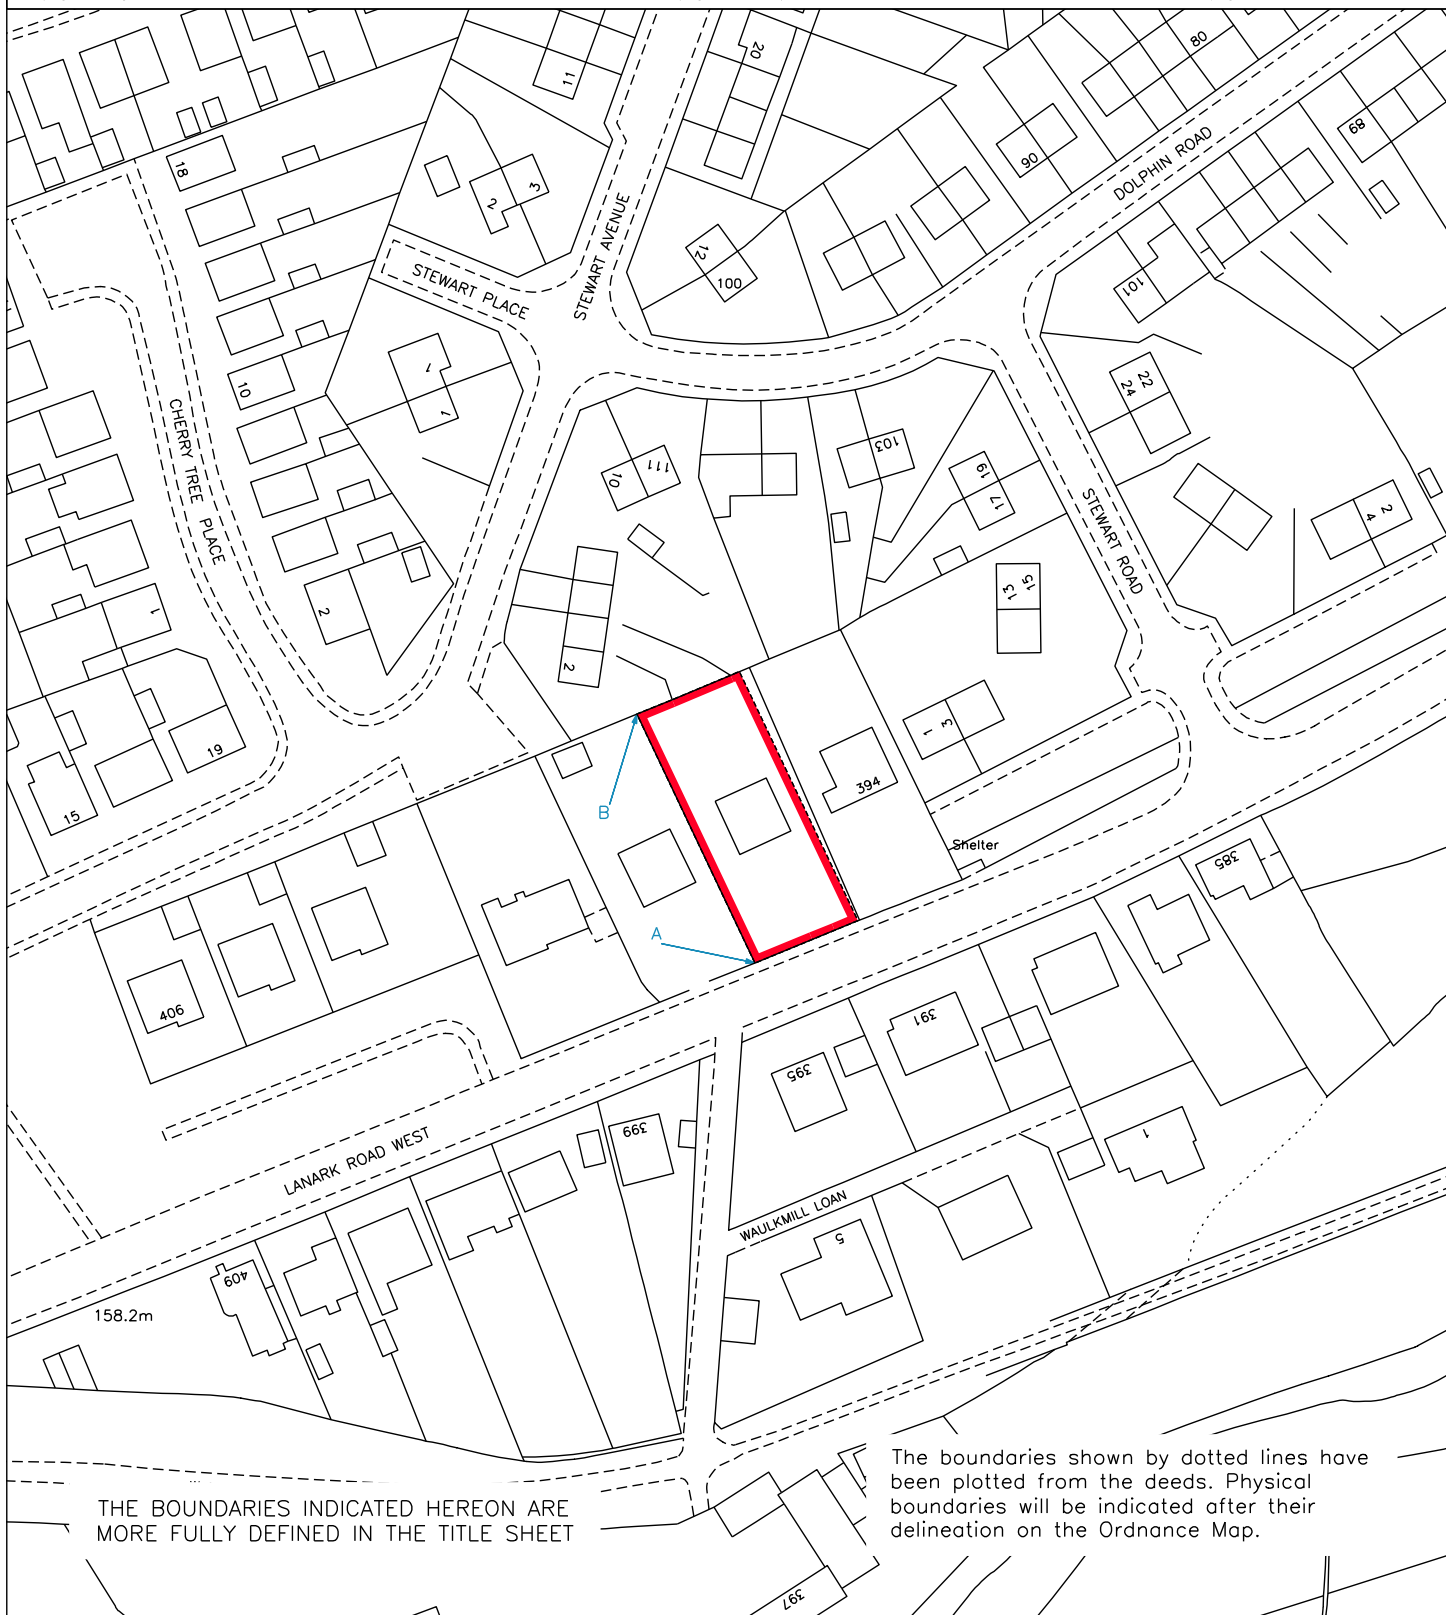 20
80
11
DOLPHIN ROAD
68
90
18
3
2
STEWART AVENUE
12
100
STEWART PLACE
101
1
22
24
10
1
CHERRY TREE PLACE
103
111
10
19
17
2
4
STEWART ROAD
15
13
2
1
2
19
15
1
3
394
B
Shelter
385
A
406
391
395
399
LANARK ROAD WEST
1
WAULKMILL LOAN
5
409
158.2m
The boundaries shown by dotted lines have
been plotted from the deeds. Physical
boundaries will be indicated after their
delineation on the Ordnance Map.
THE BOUNDARIES INDICATED HEREON ARE
MORE FULLY DEFINED IN THE TITLE SHEET
397